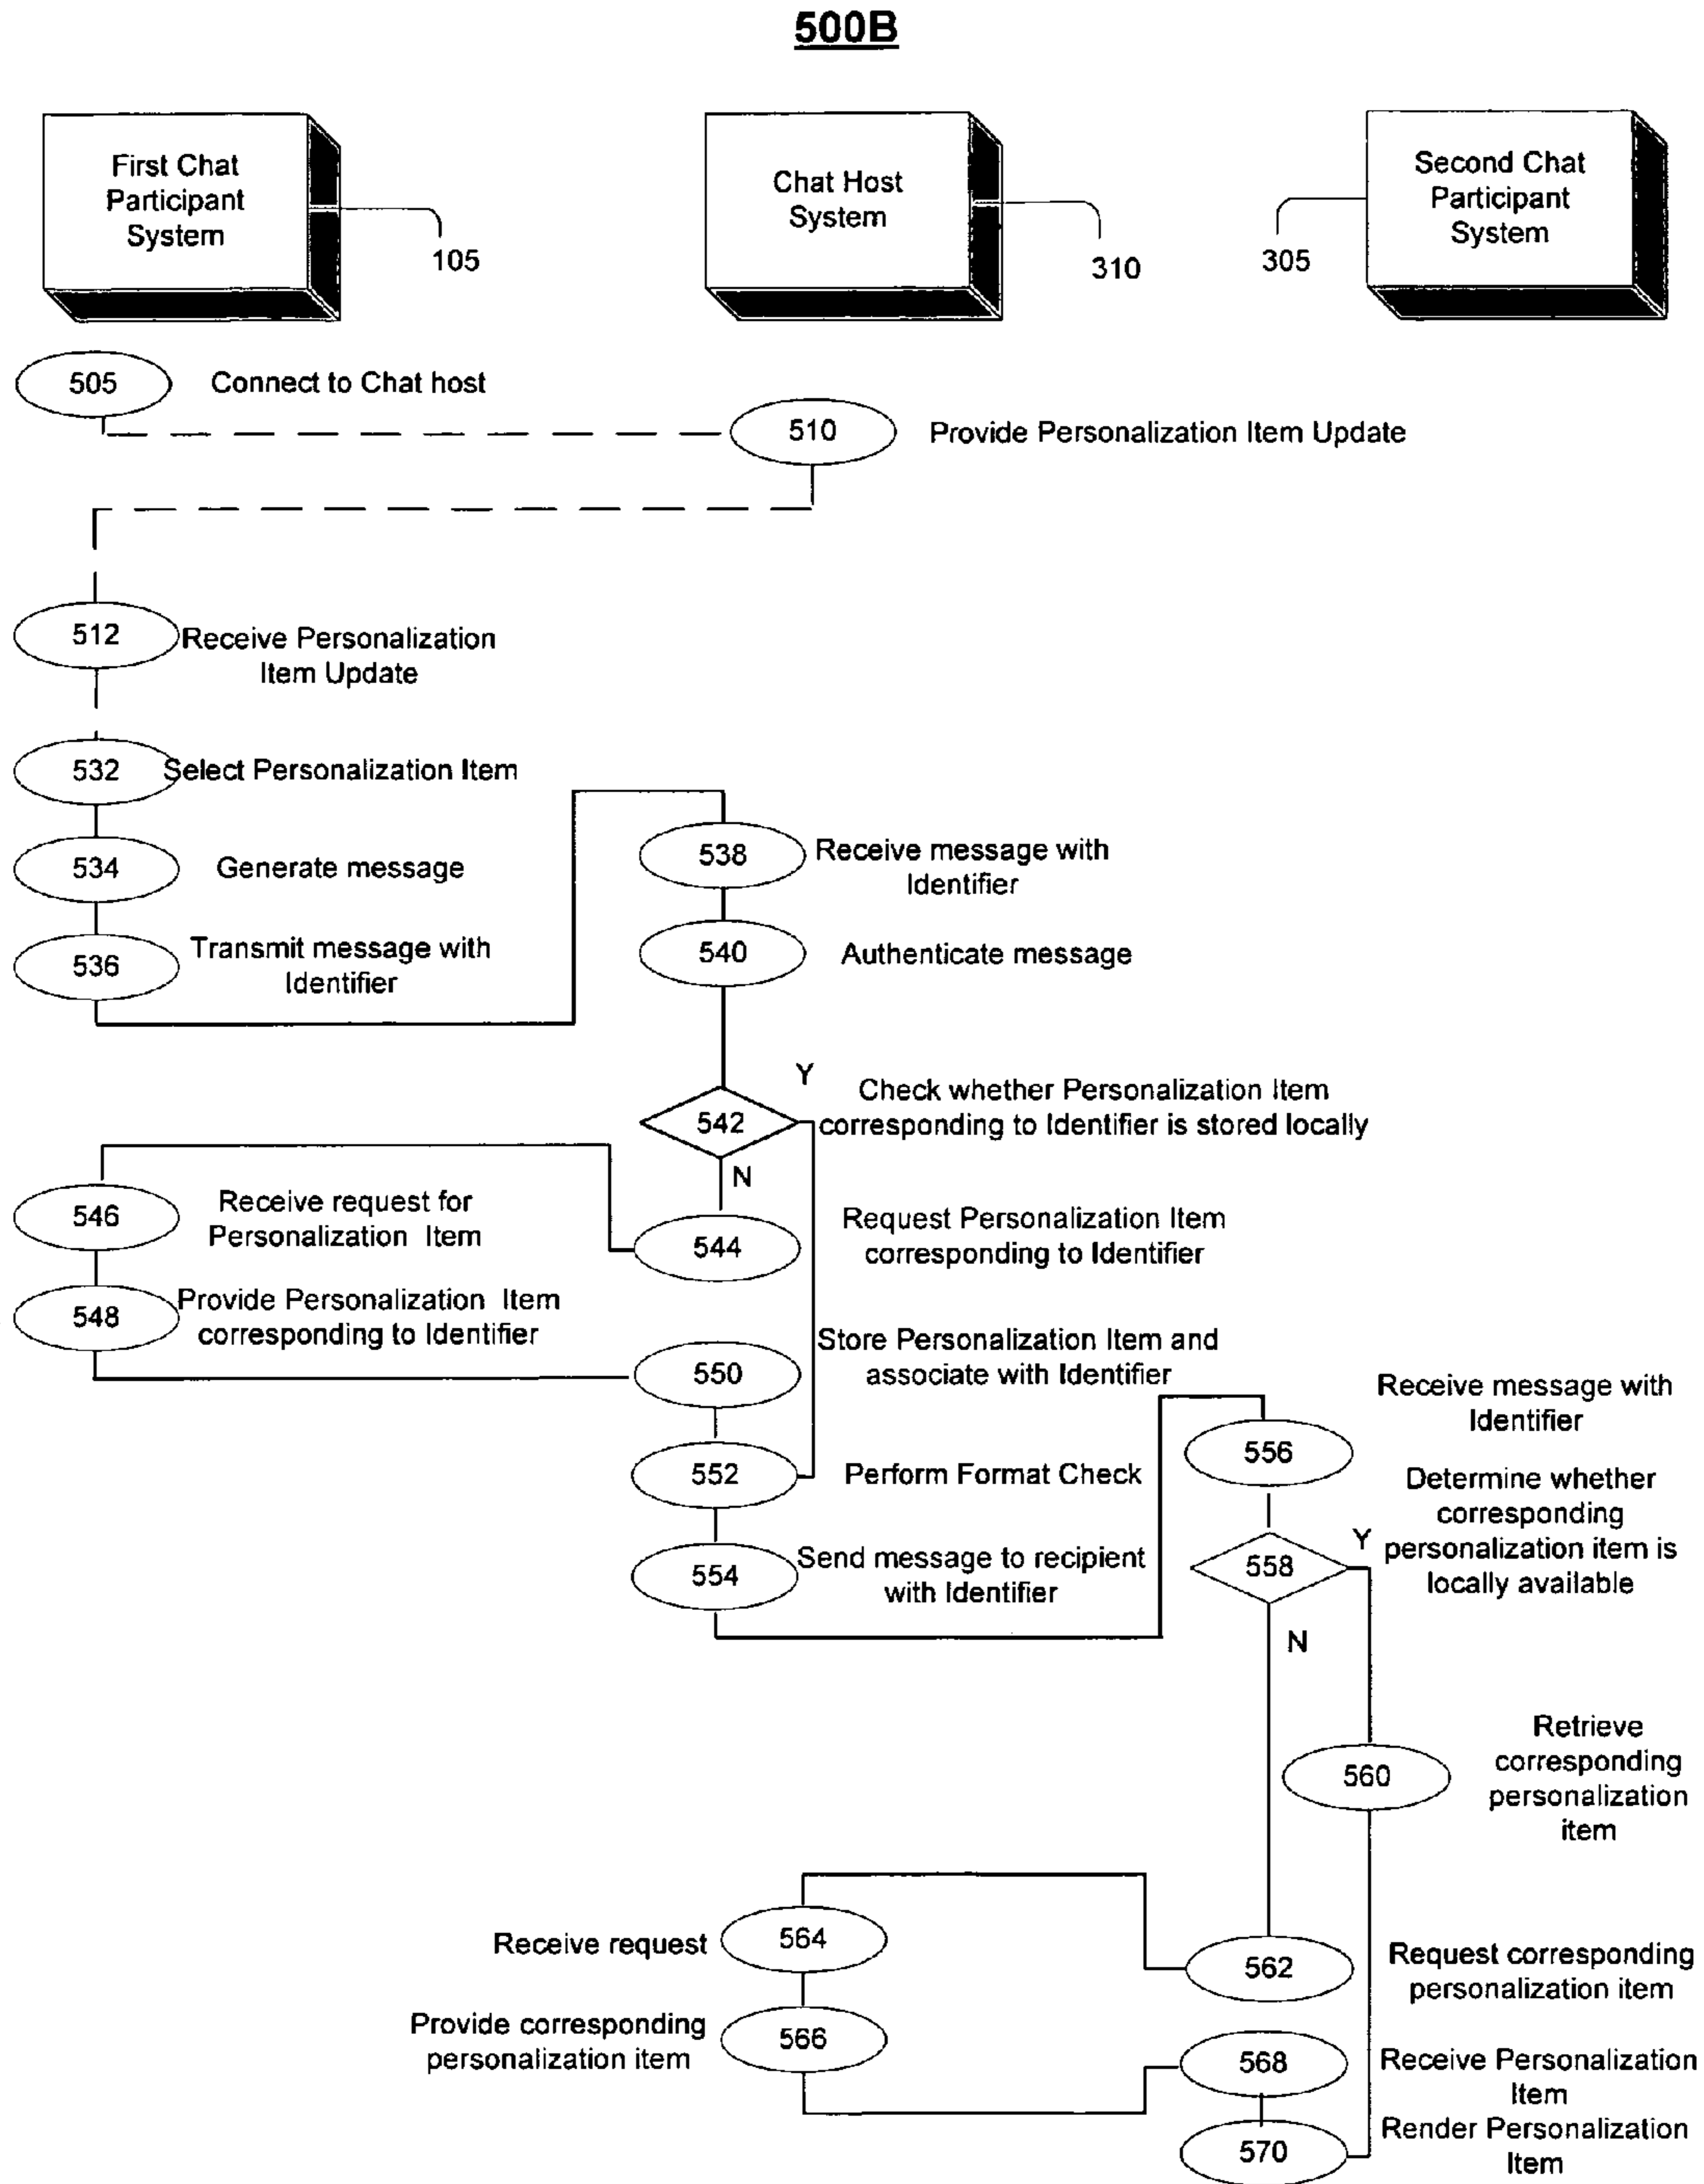 500B
First Chat
Participant
System
105
Chat Host
System
310
305
Second Chat
Participant
System
505
Connect to Chat host
510
Provide Personalization Item Update
512
Receive Personalization
Item Update
532
Select Personalization Item
534
Generate message
536
Transmit message with
Identifier
538
Receive message with
Identifier
540
Authenticate message
Y
542
Check whether Personalization Item
corresponding to Identifier is stored locally
N
544
Request Personalization Item
corresponding to Identifier
546
Receive request for
Personalization Item
548
Provide Personalization Item
corresponding to Identifier
550
Store Personalization Item and
associate with Identifier
552
Perform Format Check
554
Send message to recipient
with Identifier
556
Receive message with
Identifier
558
Y
Determine whether
corresponding
personalization item is
locally available
N
560
Retrieve
corresponding
personalization
item
562
Request corresponding
personalization item
Receive request
564
Provide corresponding
personalization item
566
568
Receive Personalization
Item
570
Render Personalization
Item